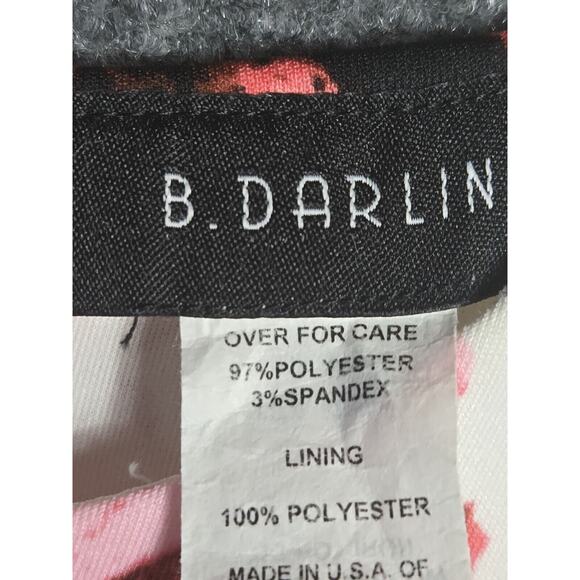 B.DARLIN
OVER FOR CARE
97%POLYESTER
3%SPANDEX
LINING
100% POLYESTER
MADE IN U.S.A. OF